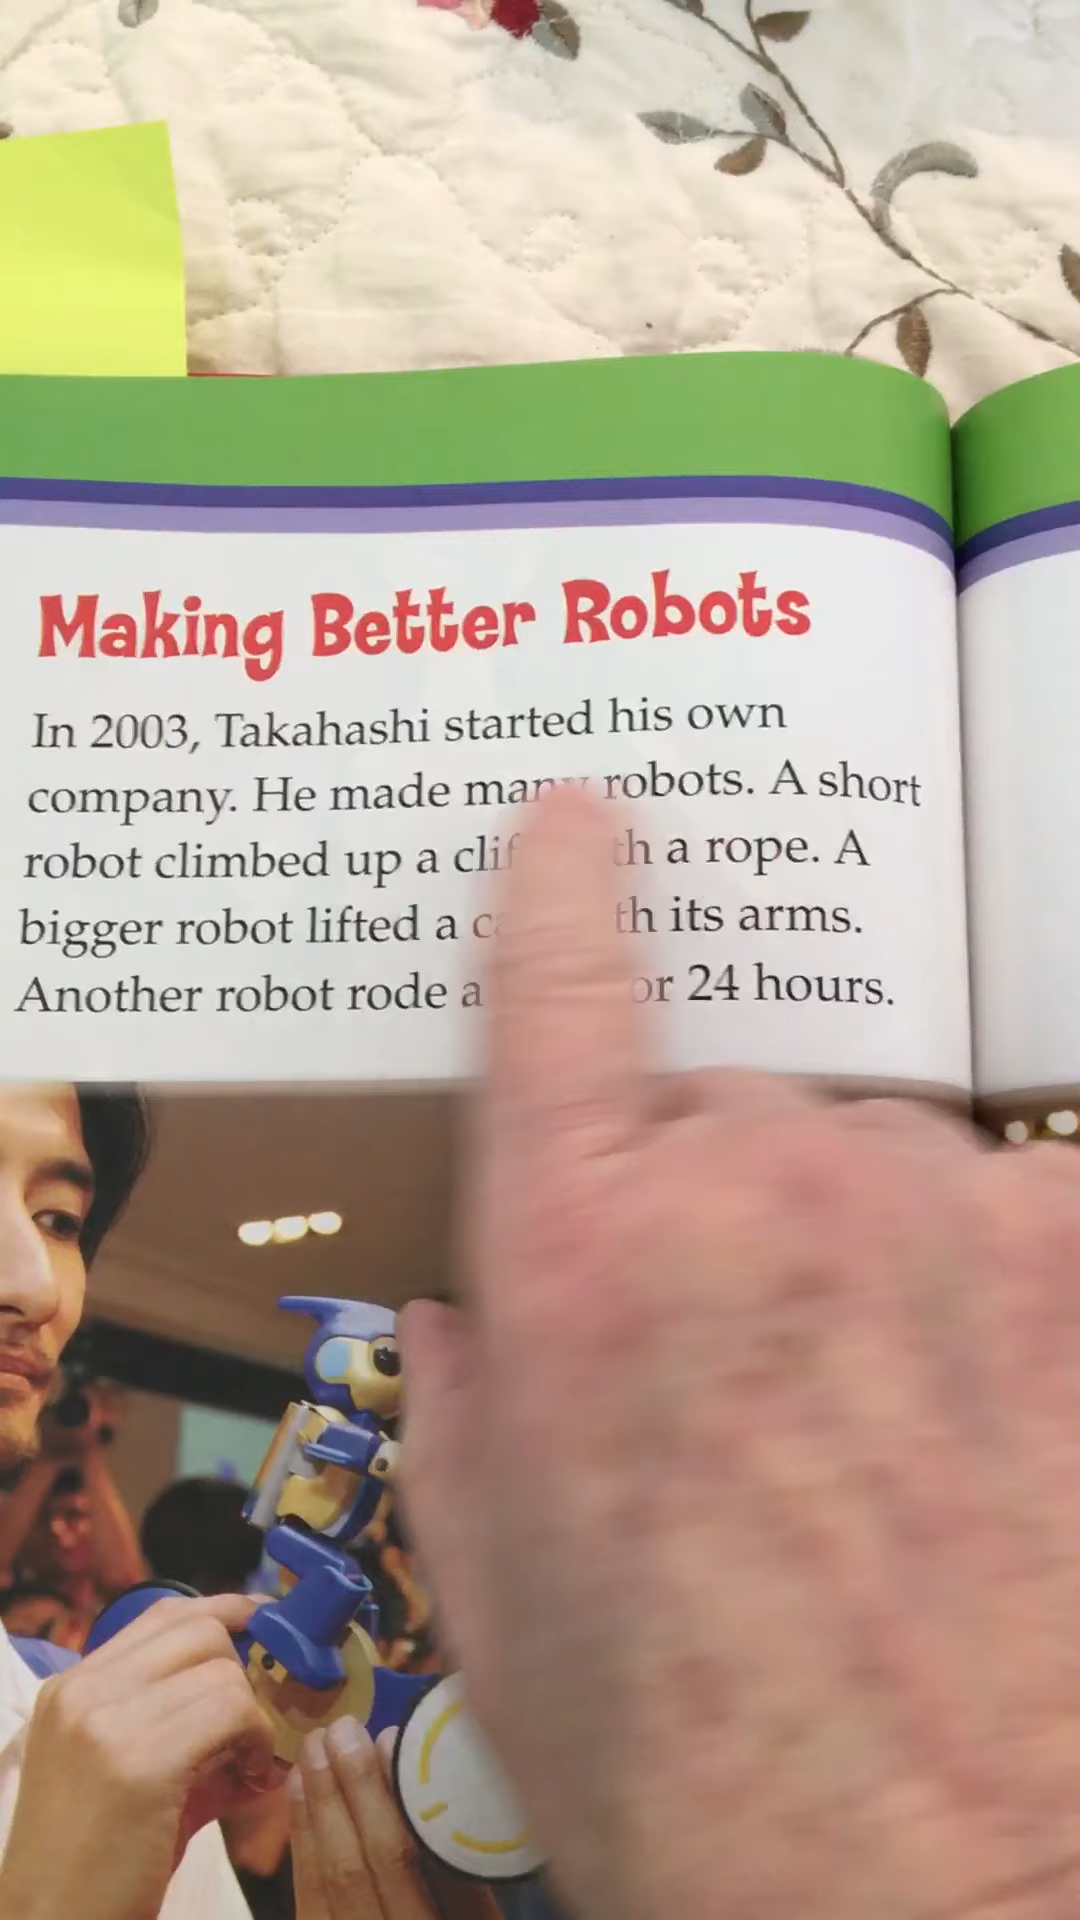 Making Better Robots
In 2003, Takahashi started his own
company. He made many robots. A short
robot climbed up a a rope. A
bigger robot lifted a its arms.
Another robot rode a 24 hours.